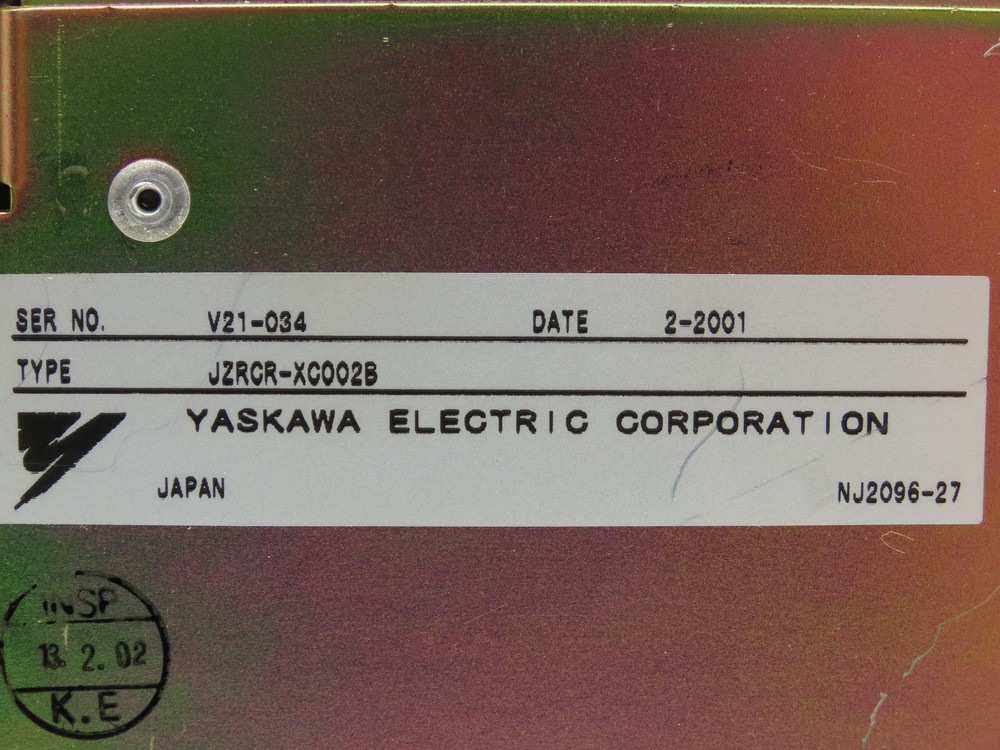 SER NO. V21-034 DATE 2-2001
TYPE JZRCR-XC002B
YASKAWA ELECTRIC CORPORATION
JAPAN NJ2096-27
INSP
13. 2. 02
K.E